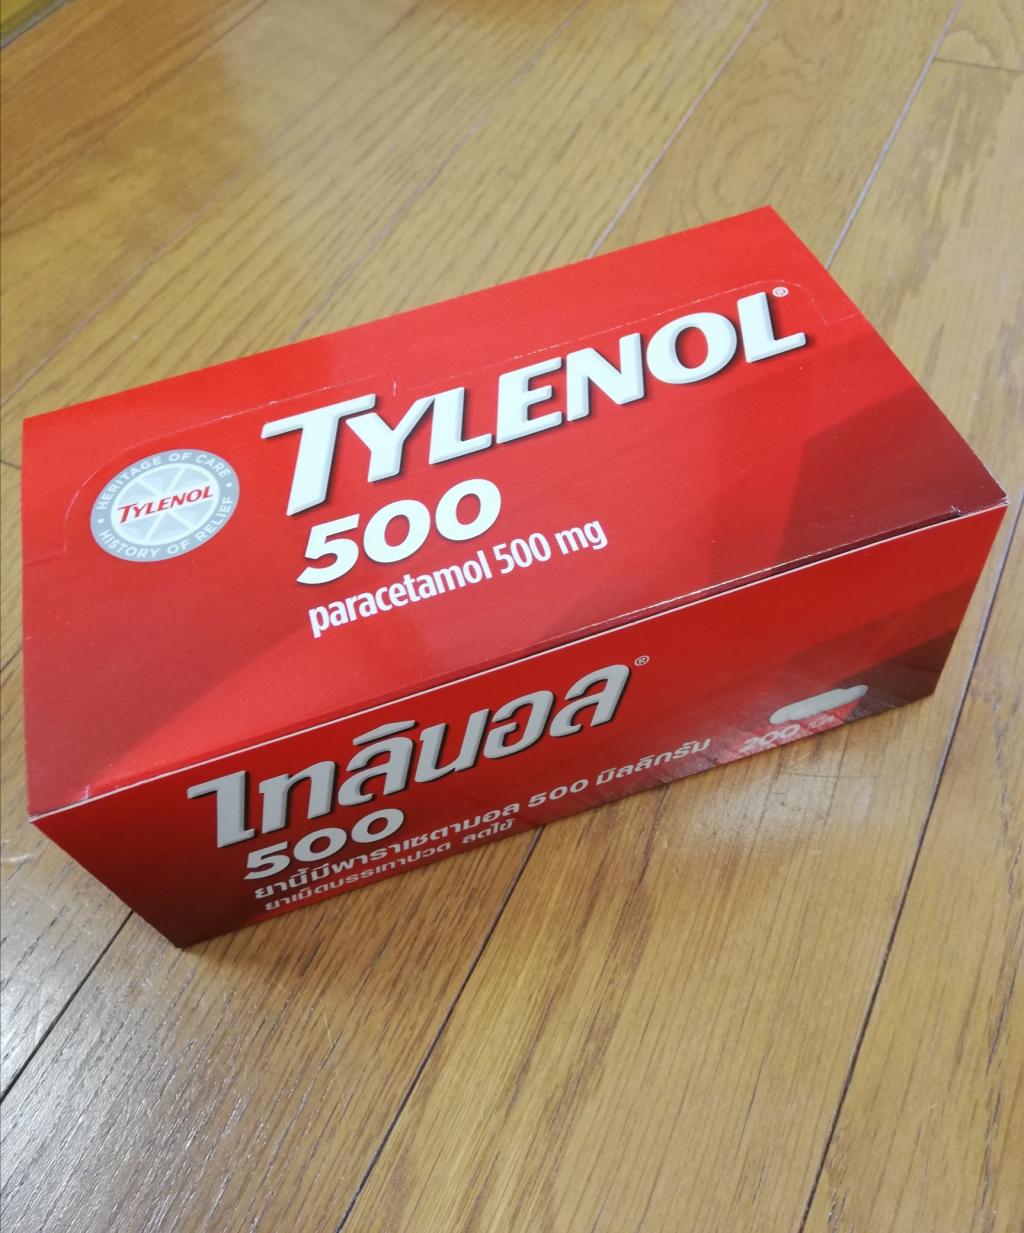 TYLENOL®
500
paracetamol 500 mg
HERITAGE OF CARE
TYLENOL
HISTORY OF RELIEF
ไทลินอล®
500
ยานี้มีพาราเซตามอล 500 มิลลิกรัม 200 เม็ด
ยาเม็ดบรรเทาปวด ลดไข้